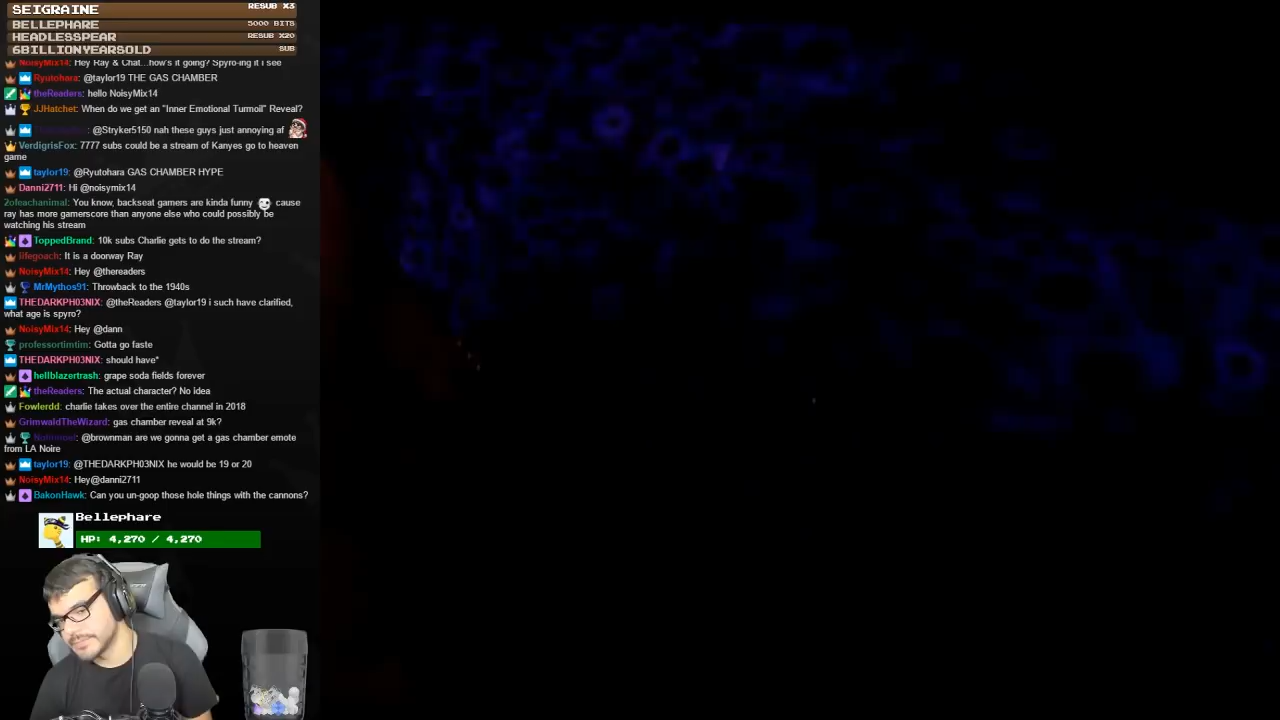 SEIGRAINE RESUB X3
BELLEPHARE 5000 BITS
HEADLESSPEAR RESUB X20
6BILLIONYEARSOLD SUB
NoisyMix14: Hey Ray & Chat...how's it going? Spyro-ing it i see
Ryutohara: @taylor19 THE GAS CHAMBER
theReaders: hello NoisyMix14
JJHatchet: When do we get an "Inner Emotional Turmoil" Reveal?
: @Stryker5150 nah these guys just annoying af
VerdigrisFox: 7777 subs could be a stream of Kanyes go to heaven
game
taylor19: @Ryutohara GAS CHAMBER HYPE
Danni2711: Hi @noisymix14
2ofeachanimal: You know, backseat gamers are kinda funny cause
ray has more gamerscore than anyone else who could possibly be
watching his stream
ToppedBrand: 10k subs Charlie gets to do the stream?
lifegoach: It is a doorway Ray
NoisyMix14: Hey @thereaders
MrMythos91: Throwback to the 1940s
THEDARKPH03NIX: @theReaders @taylor19 i such have clarified,
what age is spyro?
NoisyMix14: Hey @dann
professortimtim: Gotta go faste
THEDARKPH03NIX: should have*
hellblazertrash: grape soda fields forever
theReaders: The actual character? No idea
Fowlerdd: charlie takes over the entire channel in 2018
GrimwaldTheWizard: gas chamber reveal at 9k?
: @brownman are we gonna get a gas chamber emote
from LA Noire
taylor19: @THEDARKPH03NIX he would be 19 or 20
NoisyMix14: Hey@danni2711
BakonHawk: Can you un-goop those hole things with the cannons?
Bellephare
HP: 4,270 / 4,270